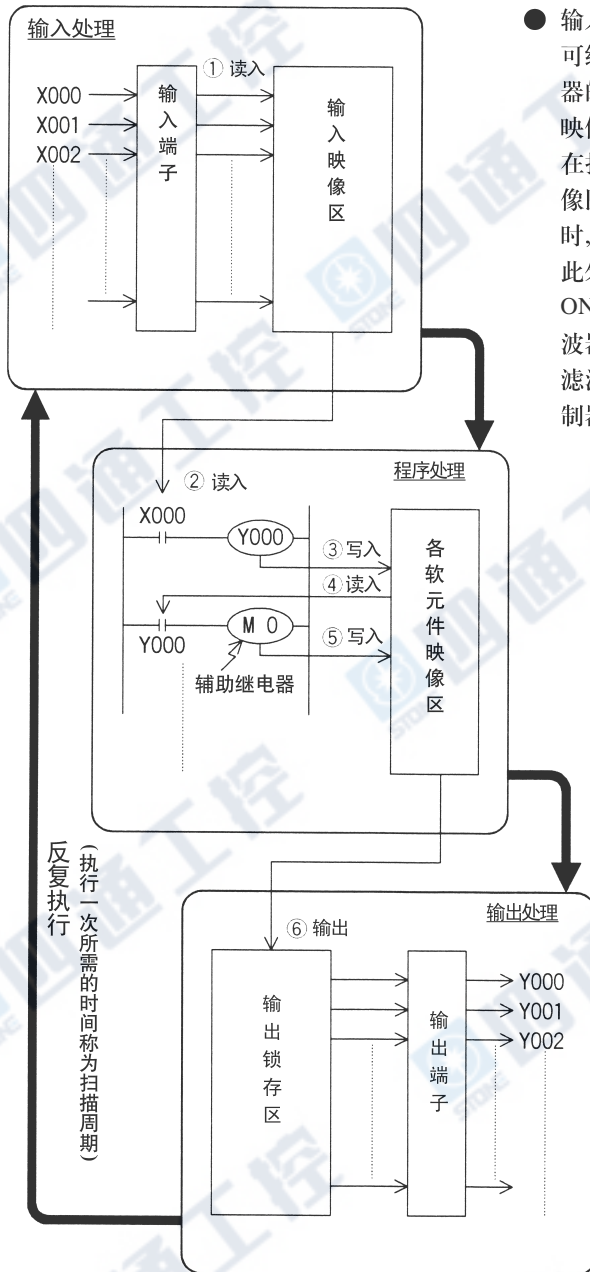 输入处理
① 读入
X000
X001
X002
输入端子
输入映像区
② 读入
程序处理
X000
Y000
③写入
④读入
Y000
M 0
⑤写入
辅助继电器
各软元件映像区
反复执行
(执行一次所需的时间称为扫描周期)
⑥ 输出
输出处理
输出锁存区
输出端子
Y000
Y001
Y002
● 输入
可编
器的
映像
在执
像区
时,
此外
ON
波器
滤波
制器
四通工控
STONE